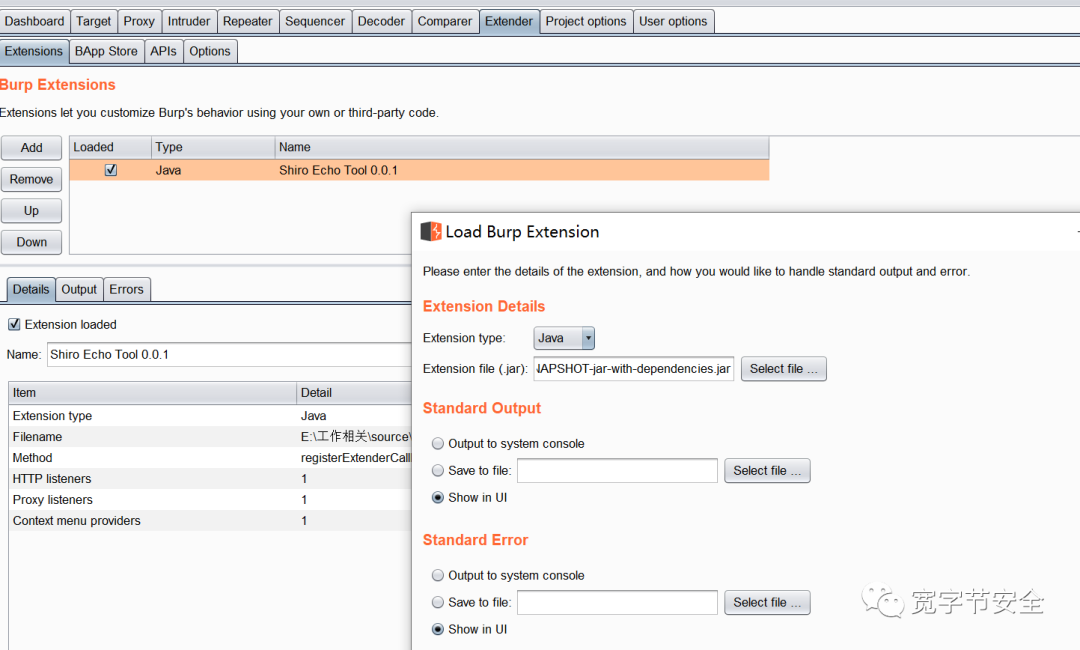 Dashboard Target Proxy Intruder Repeater Sequencer Decoder Comparer Extender Project options User options
Extensions BApp Store APIs Options
Burp Extensions
Extensions let you customize Burp's behavior using your own or third-party code.
Add
Remove
Up
Down
Loaded Type Name
Java Shiro Echo Tool 0.0.1
Details Output Errors
Extension loaded
Name: Shiro Echo Tool 0.0.1
Item Detail
Extension type Java
Filename E:\工作相关\source\
Method registerExtenderCall
HTTP listeners 1
Proxy listeners 1
Context menu providers 1
Load Burp Extension
Please enter the details of the extension, and how you would like to handle standard output and error.
Extension Details
Extension type: Java
Extension file (.jar): APSHOT-jar-with-dependencies.jar Select file ...
Standard Output
Output to system console
Save to file: Select file ...
Show in UI
Standard Error
Output to system console
Save to file: Select file ...
Show in UI
宽字节安全